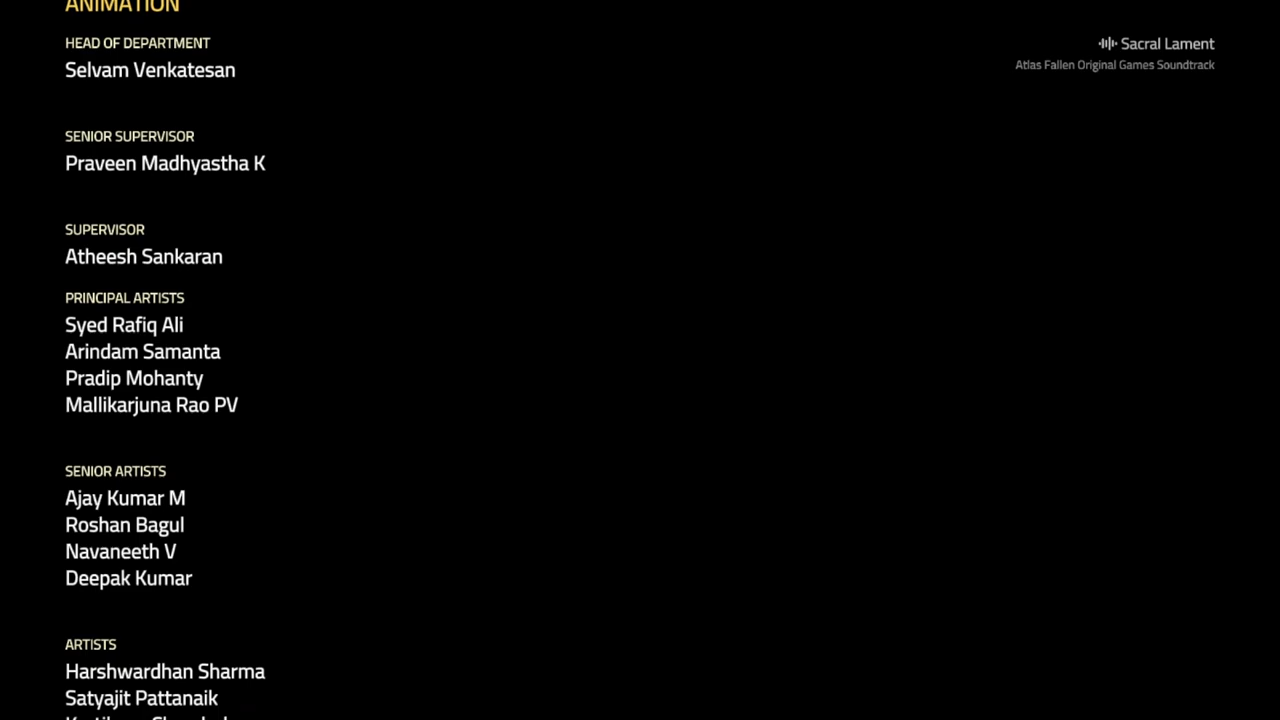 ANIMATION
HEAD OF DEPARTMENT
Selvam Venkatesan
Sacral Lament
Atlas Fallen Original Games Soundtrack
SENIOR SUPERVISOR
Praveen Madhyastha K
SUPERVISOR
Atheesh Sankaran
PRINCIPAL ARTISTS
Syed Rafiq Ali
Arindam Samanta
Pradip Mohanty
Mallikarjuna Rao PV
SENIOR ARTISTS
Ajay Kumar M
Roshan Bagul
Navaneeth V
Deepak Kumar
ARTISTS
Harshwardhan Sharma
Satyajit Pattanaik